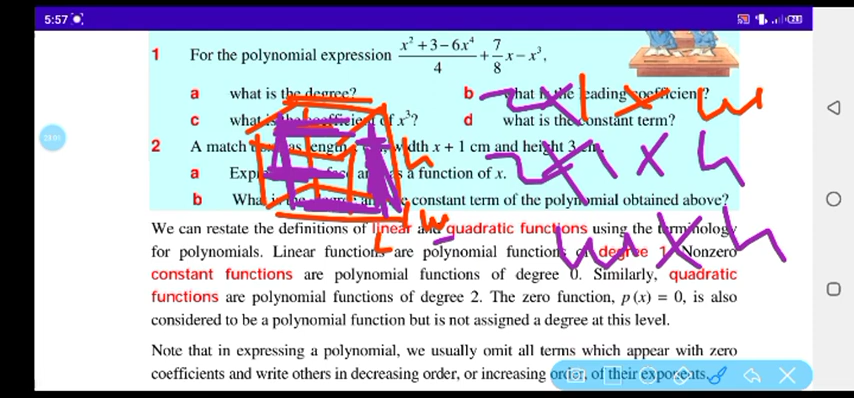 5:57
1 For the polynomial expression (x² + 3 − 6x⁴)/4 + 7/8 x − x³,
a what is the degree? b what is the leading coefficient?
c what is the coefficient of x³? d what is the constant term?
2 A match has length width x + 1 cm and height 3 cm.
a as a function of x.
b What is the constant term of the polynomial obtained above?
We can restate the definitions of linear and quadratic functions using the terminology
for polynomials. Linear functions are polynomial functions of degree 1. Nonzero
constant functions are polynomial functions of degree 0. Similarly, quadratic
functions are polynomial functions of degree 2. The zero function, p(x) = 0, is also
considered to be a polynomial function but is not assigned a degree at this level.
Note that in expressing a polynomial, we usually omit all terms which appear with zero
coefficients and write others in decreasing order, or increasing order, of their exponents.
h
L
w